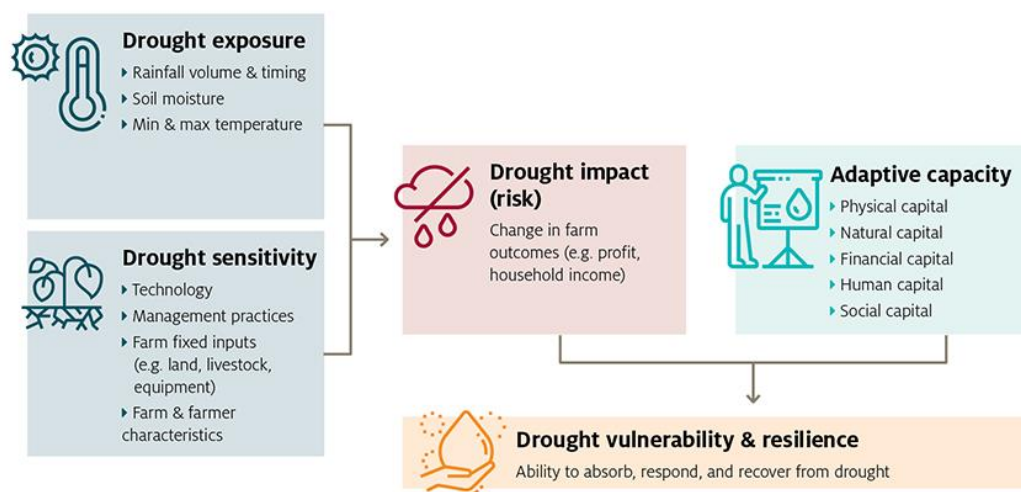 Drought exposure
Rainfall volume & timing
Soil moisture
Min & max temperature
Drought sensitivity
Technology
Management practices
Farm fixed inputs
(e.g. land, livestock,
equipment)
Farm & farmer
characteristics
Drought impact
(risk)
Change in farm
outcomes (e.g. profit,
household income)
Adaptive capacity
Physical capital
Natural capital
Financial capital
Human capital
Social capital
Drought vulnerability & resilience
Ability to absorb, respond, and recover from drought